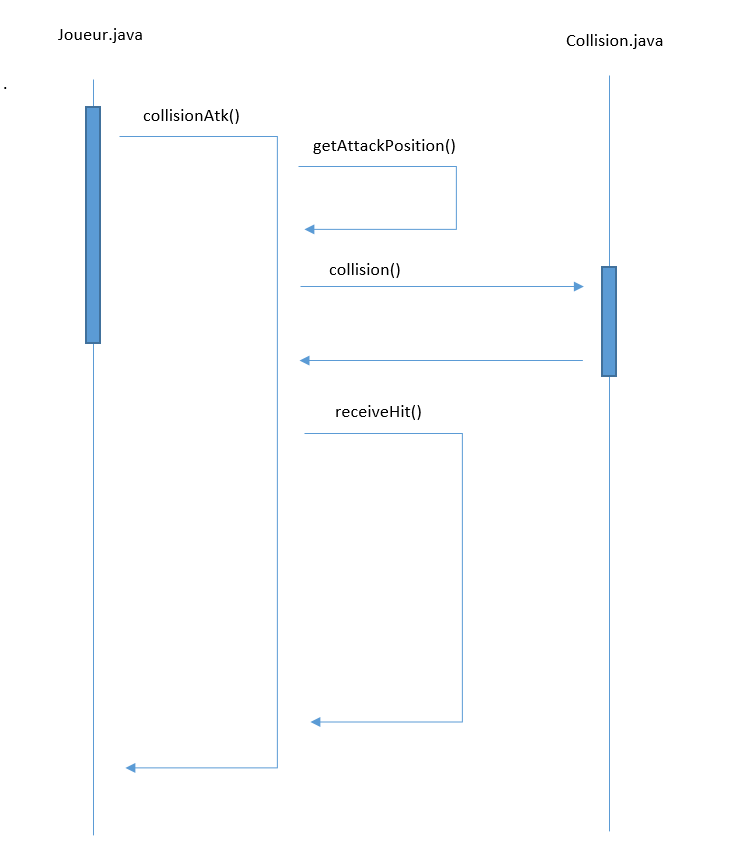 Joueur.java
Collision.java
.
collisionAtk()
getAttackPosition()
collision()
receiveHit()